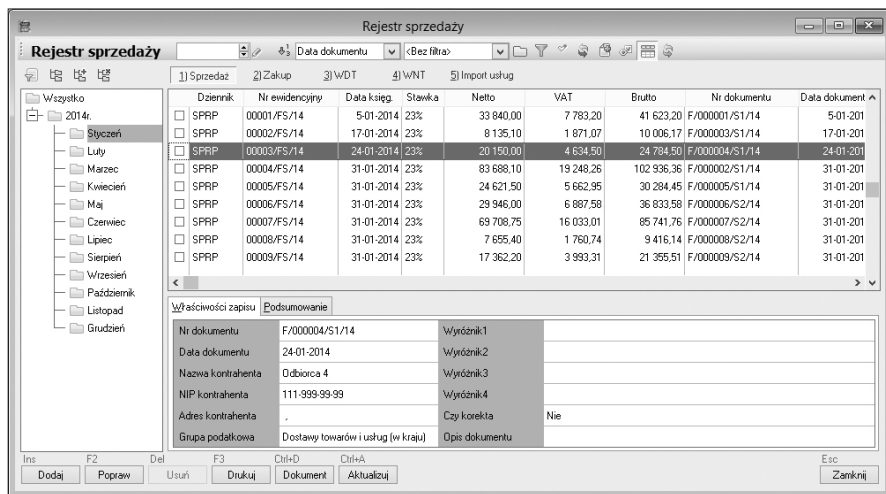 Rejestr sprzedaży
Rejestr sprzedaży Data dokumentu <Bez filtra>
1) Sprzedaż 2) Zakup 3) WDT 4) WNT 5) Import usług
Wszystko
2014r.
Styczeń
Luty
Marzec
Kwiecień
Maj
Czerwiec
Lipiec
Sierpień
Wrzesień
Październik
Listopad
Grudzień
Dziennik Nr ewidencyjny Data księg. Stawka Netto VAT Brutto Nr dokumentu Data dokument
SPRP 00001/FS/14 5-01-2014 23% 33 840,00 7 783,20 41 623,20 F/000001/S1/14 5-01-201
SPRP 00002/FS/14 17-01-2014 23% 8 135,10 1 871,07 10 006,17 F/000003/S1/14 17-01-201
SPRP 00003/FS/14 24-01-2014 23% 20 150,00 4 634,50 24 784,50 F/000004/S1/14 24-01-201
SPRP 00004/FS/14 31-01-2014 23% 83 688,10 19 248,26 102 936,36 F/000002/S1/14 31-01-201
SPRP 00005/FS/14 31-01-2014 23% 24 621,50 5 662,95 30 284,45 F/000005/S1/14 31-01-201
SPRP 00006/FS/14 31-01-2014 23% 29 946,00 6 887,58 36 833,58 F/000006/S2/14 31-01-201
SPRP 00007/FS/14 31-01-2014 23% 69 708,75 16 033,01 85 741,76 F/000007/S2/14 31-01-201
SPRP 00008/FS/14 31-01-2014 23% 7 655,40 1 760,74 9 416,14 F/000008/S2/14 31-01-201
SPRP 00009/FS/14 31-01-2014 23% 17 362,20 3 993,31 21 355,51 F/000009/S2/14 31-01-201
Właściwości zapisu Podsumowanie
Nr dokumentu F/000004/S1/14 Wyróżnik1
Data dokumentu 24-01-2014 Wyróżnik2
Nazwa kontrahenta Odbiorca 4 Wyróżnik3
NIP kontrahenta 111-999-99-99 Wyróżnik4
Adres kontrahenta , Czy korekta Nie
Grupa podatkowa Dostawy towarów i usług (w kraju) Opis dokumentu
Ins F2 Del F3 Ctrl+D Ctrl+A Esc
Dodaj Popraw Usuń Drukuj Dokument Aktualizuj Zamknij